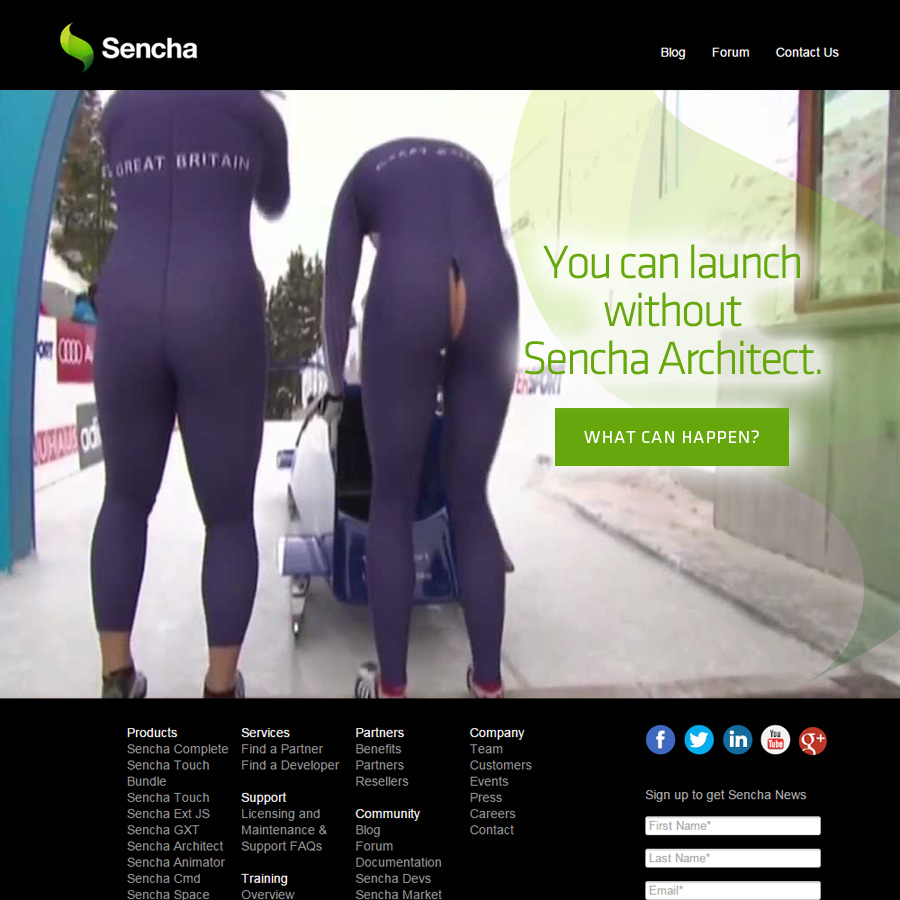 Sencha
Blog Forum Contact Us
GREAT BRITAIN
You can launch
without
Sencha Architect.
WHAT CAN HAPPEN?
Products
Sencha Complete
Sencha Touch
Bundle
Sencha Touch
Sencha Ext JS
Sencha GXT
Sencha Architect
Sencha Animator
Sencha Cmd
Sencha Space
Services
Find a Partner
Find a Developer
Support
Licensing and
Maintenance &
Support FAQs
Training
Overview
Partners
Benefits
Partners
Resellers
Community
Blog
Forum
Documentation
Sencha Devs
Sencha Market
Company
Team
Customers
Events
Press
Careers
Contact
You
Tube
g+
Sign up to get Sencha News
First Name*
Last Name*
Email*